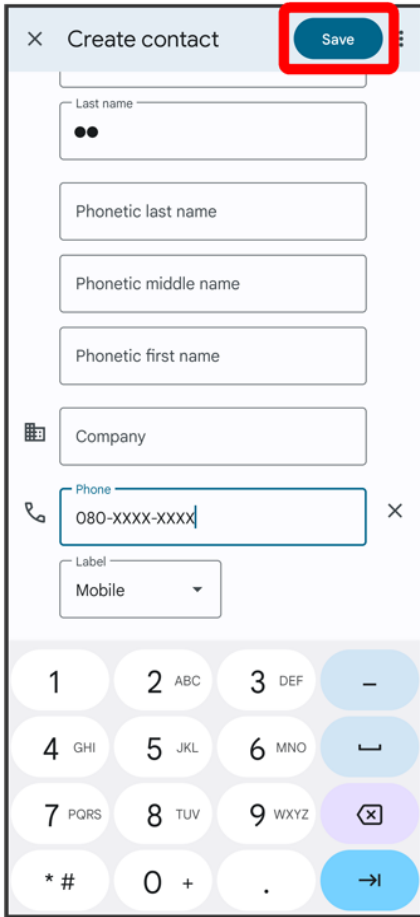 Create contact Save
Last name
●●
Phonetic last name
Phonetic middle name
Phonetic first name
Company
Phone
080-XXXX-XXXX
Label
Mobile
1 2 ABC 3 DEF –
4 GHI 5 JKL 6 MNO
7 PQRS 8 TUV 9 WXYZ
* # 0 + .